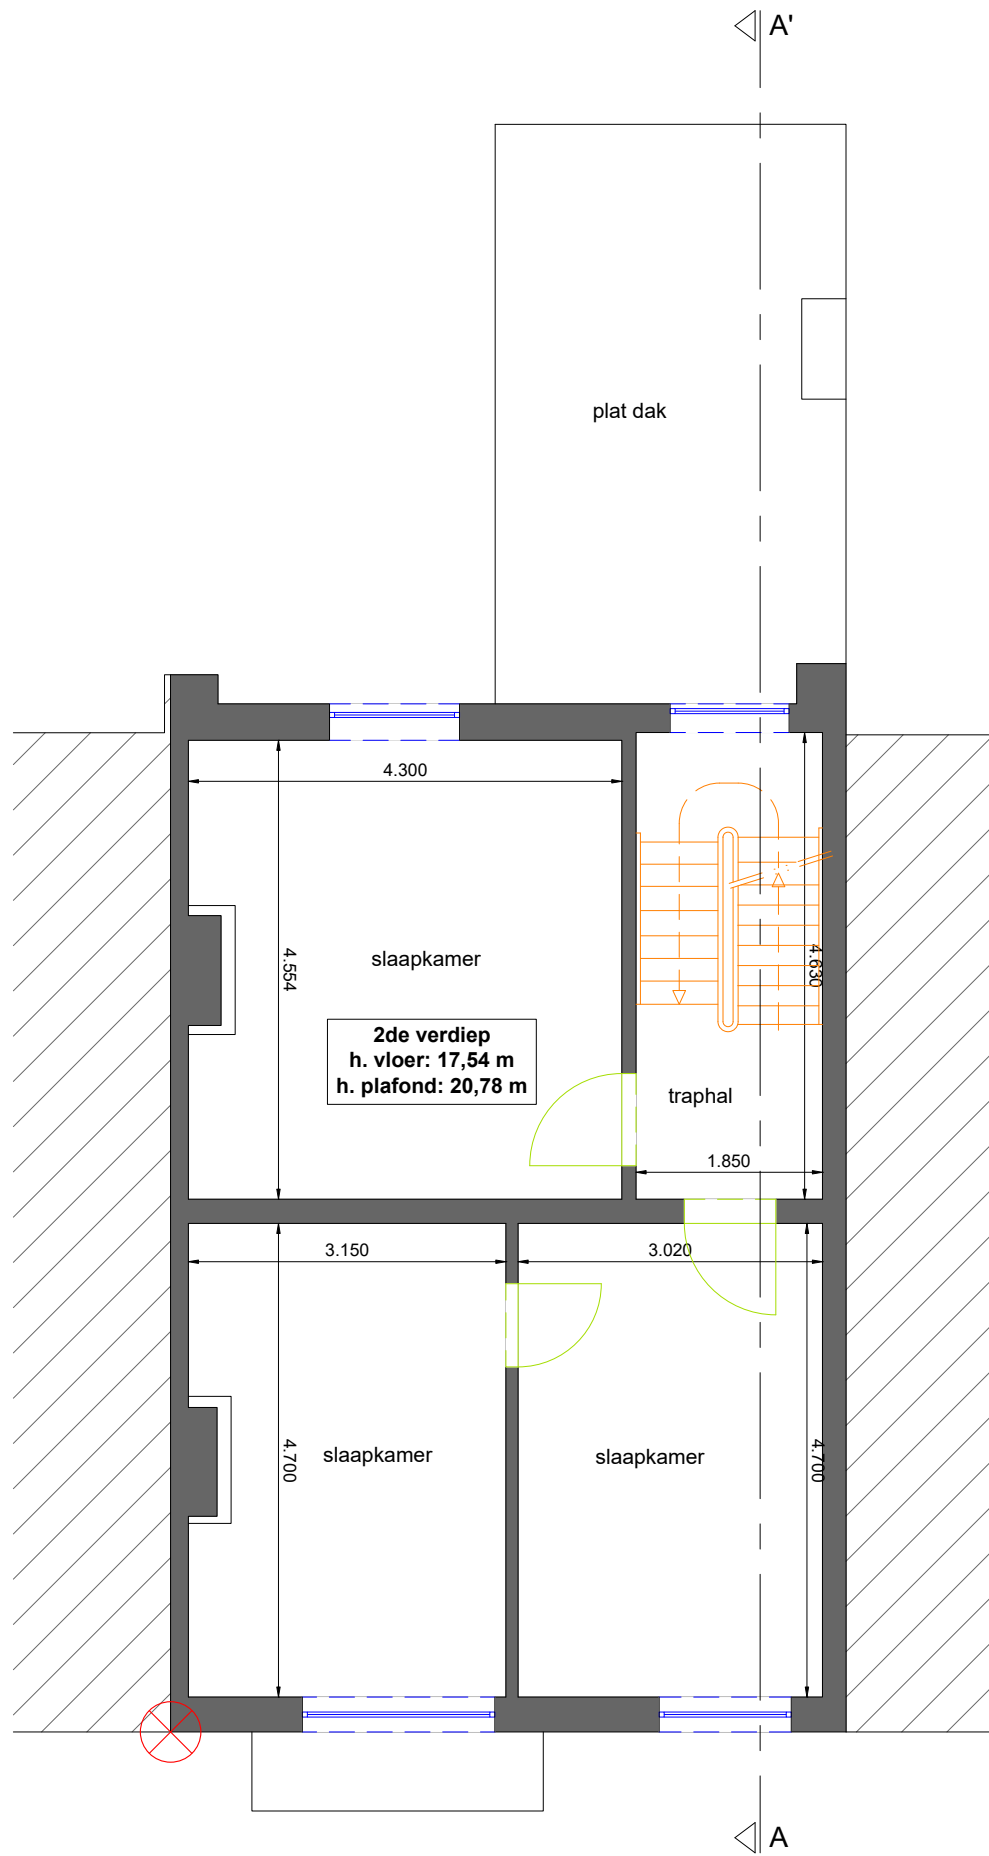 A'
plat dak
4.300
4.554
slaapkamer
4.630
2de verdiep
h. vloer: 17,54 m
h. plafond: 20,78 m
traphal
1.850
3.150
3.020
4.700
slaapkamer
slaapkamer
4.700
A